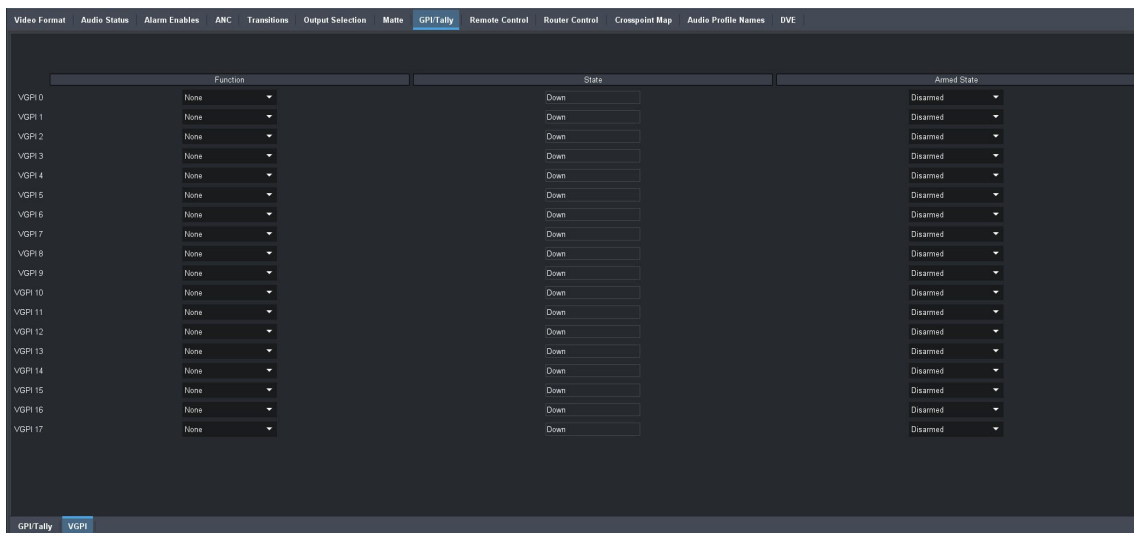 Video Format Audio Status Alarm Enables ANC Transitions Output Selection Matte GPI/Tally Remote Control Router Control Crosspoint Map Audio Profile Names DVE
Function State Armed State
VGPI 0 None Down Disarmed
VGPI 1 None Down Disarmed
VGPI 2 None Down Disarmed
VGPI 3 None Down Disarmed
VGPI 4 None Down Disarmed
VGPI 5 None Down Disarmed
VGPI 6 None Down Disarmed
VGPI 7 None Down Disarmed
VGPI 8 None Down Disarmed
VGPI 9 None Down Disarmed
VGPI 10 None Down Disarmed
VGPI 11 None Down Disarmed
VGPI 12 None Down Disarmed
VGPI 13 None Down Disarmed
VGPI 14 None Down Disarmed
VGPI 15 None Down Disarmed
VGPI 16 None Down Disarmed
VGPI 17 None Down Disarmed
GPI/Tally VGPI